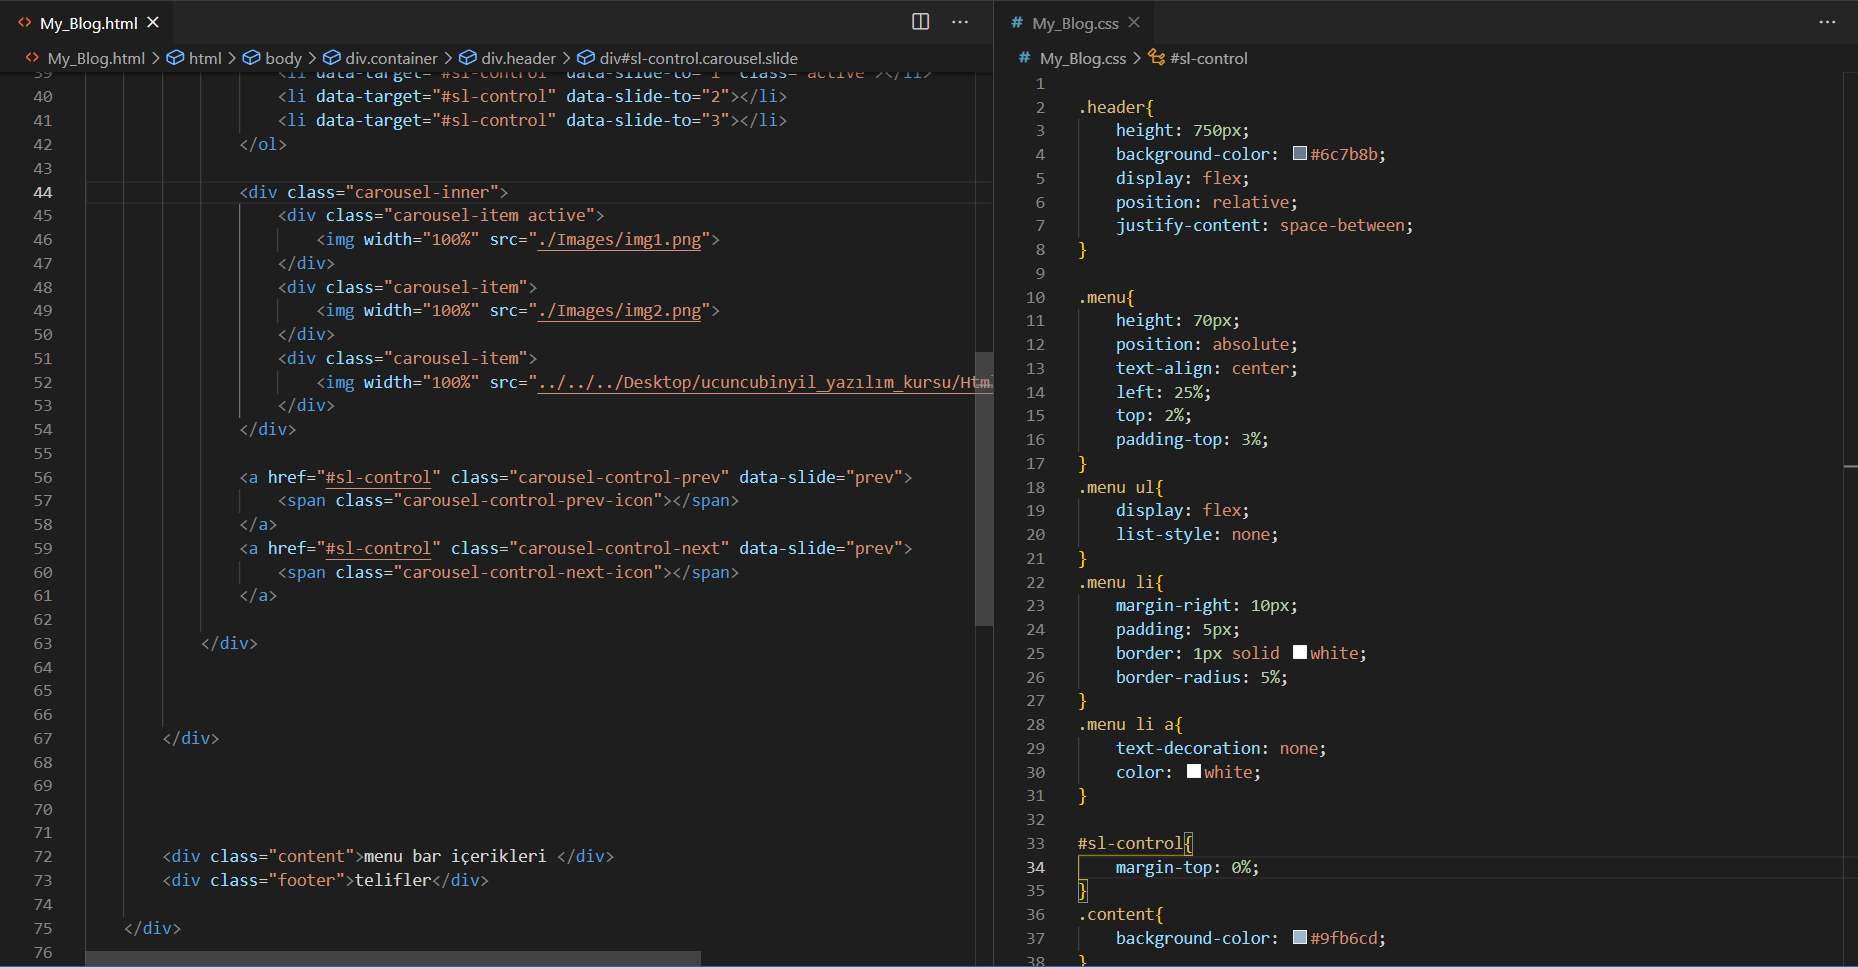 My_Blog.html
My_Blog.html > html > body > div.container > div.header > div#sl-control.carousel.slide
39 <li data-target="#sl-control" data-slide-to="1" class="active"></li>
40 <li data-target="#sl-control" data-slide-to="2"></li>
41 <li data-target="#sl-control" data-slide-to="3"></li>
42 </ol>
43
44 <div class="carousel-inner">
45 <div class="carousel-item active">
46 <img width="100%" src="./Images/img1.png">
47 </div>
48 <div class="carousel-item">
49 <img width="100%" src="./Images/img2.png">
50 </div>
51 <div class="carousel-item">
52 <img width="100%" src="../../../Desktop/ucuncubinyil_yazılım_kursu/Htm
53 </div>
54 </div>
55
56 <a href="#sl-control" class="carousel-control-prev" data-slide="prev">
57 <span class="carousel-control-prev-icon"></span>
58 </a>
59 <a href="#sl-control" class="carousel-control-next" data-slide="prev">
60 <span class="carousel-control-next-icon"></span>
61 </a>
62
63 </div>
64
65
66
67 </div>
68
69
70
71
72 <div class="content">menu bar içerikleri </div>
73 <div class="footer">telifler</div>
74
75 </div>
76
# My_Blog.css
# My_Blog.css > #sl-control
1
2 .header{
3 height: 750px;
4 background-color: #6c7b8b;
5 display: flex;
6 position: relative;
7 justify-content: space-between;
8 }
9
10 .menu{
11 height: 70px;
12 position: absolute;
13 text-align: center;
14 left: 25%;
15 top: 2%;
16 padding-top: 3%;
17 }
18 .menu ul{
19 display: flex;
20 list-style: none;
21 }
22 .menu li{
23 margin-right: 10px;
24 padding: 5px;
25 border: 1px solid white;
26 border-radius: 5%;
27 }
28 .menu li a{
29 text-decoration: none;
30 color: white;
31 }
32
33 #sl-control{
34 margin-top: 0%;
35 }
36 .content{
37 background-color: #9fb6cd;
38 }